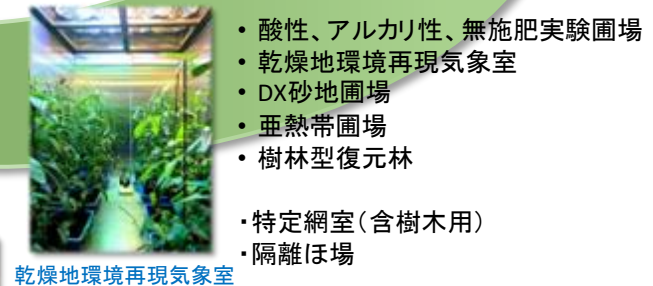 • 酸性、アルカリ性、無施肥実験圃場
• 乾燥地環境再現気象室
• DX砂地圃場
• 亜熱帯圃場
• 樹林型復元林
・特定網室（含樹木用）
・隔離ほ場
乾燥地環境再現気象室